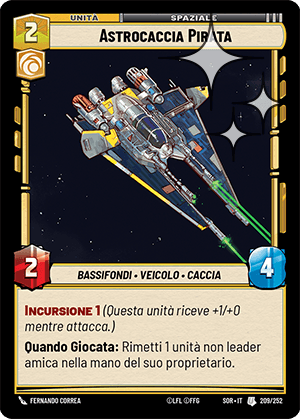 2
UNITÀ
SPAZIALE
ASTROCACCIA PIRATA
2
4
BASSIFONDI • VEICOLO • CACCIA
INCURSIONE 1 (Questa unità riceve +1/+0
mentre attacca.)
Quando Giocata: Rimetti 1 unità non leader
amica nella mano del suo proprietario.
FERNANDO CORREA
©LFL ©FFG
SOR • IT
209/252